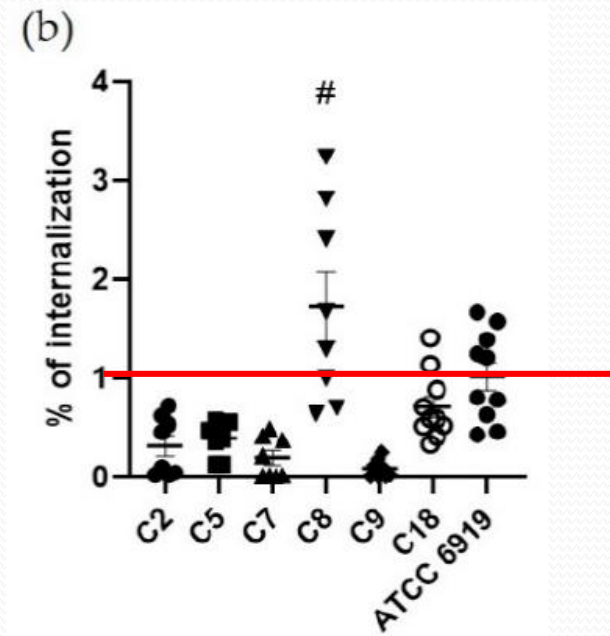 (b)
% of internalization
4
3
2
1
0
#
C2
C5
C7
C8
C9
C18
ATCC 6919